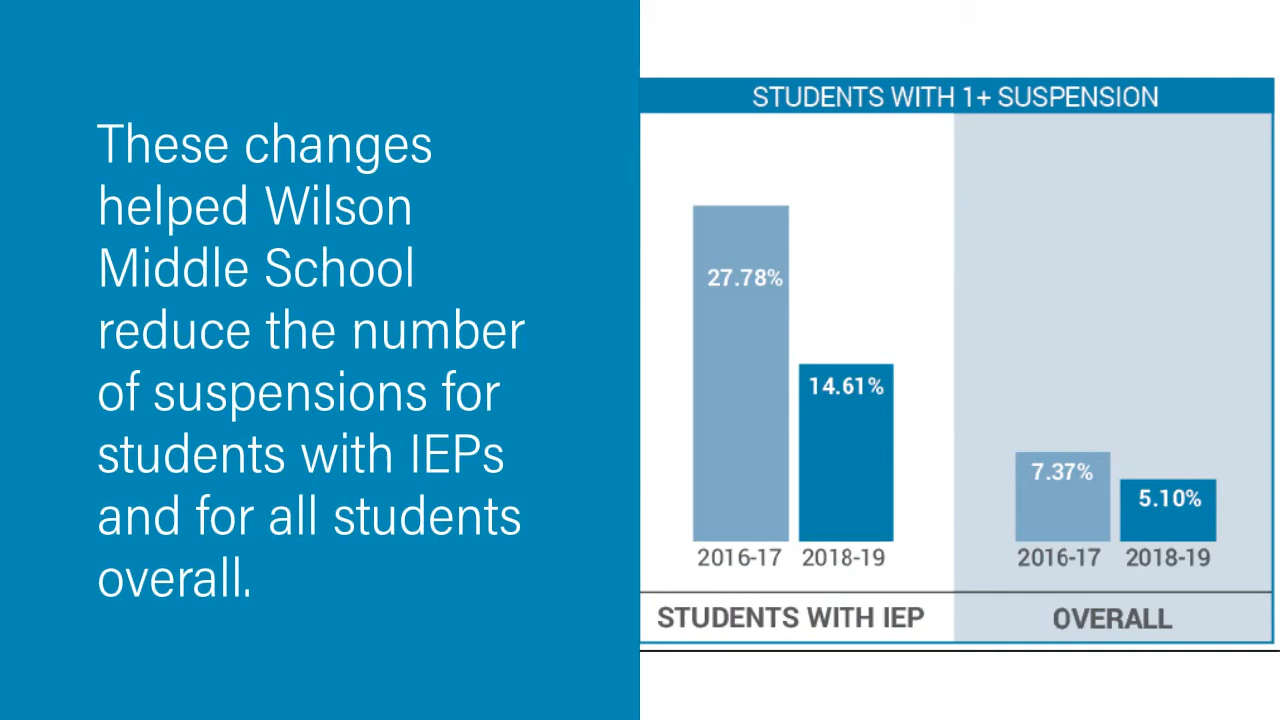 These changes
helped Wilson
Middle School
reduce the number
of suspensions for
students with IEPs
and for all students
overall.
STUDENTS WITH 1+ SUSPENSION
27.78%
14.61%
7.37%
5.10%
2016-17
2018-19
2016-17
2018-19
STUDENTS WITH IEP
OVERALL